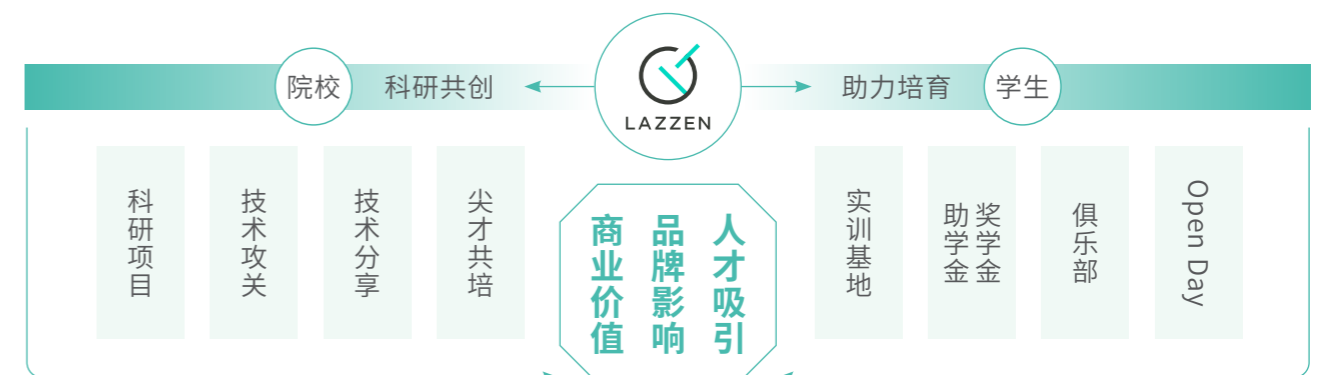 院校
科研共创
LAZZEN
助力培育
学生
科研项目
技术攻关
技术分享
尖才共培
商业价值
品牌影响
人才吸引
实训基地
奖学金
助学金
俱乐部
Open Day